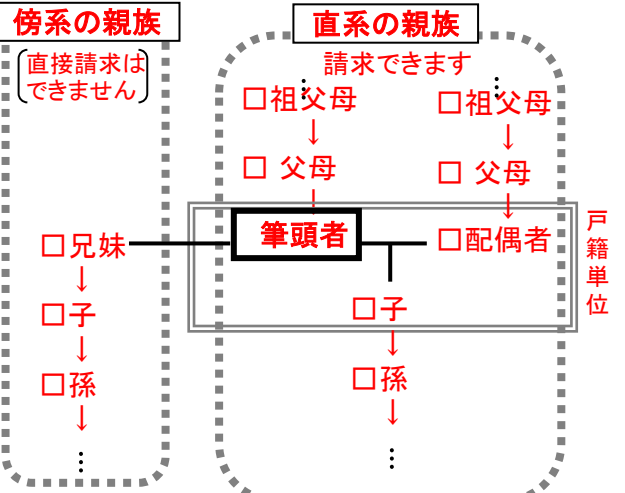 傍系の親族
直接請求は
できません
□兄妹
↓
□子
↓
□孫
↓
⋮
直系の親族
請求できます
⋮
⋮
□祖父母
□祖父母
↓
↓
□ 父母
□ 父母
↓
筆頭者
□配偶者
□子
↓
□孫
↓
⋮
戸籍単位